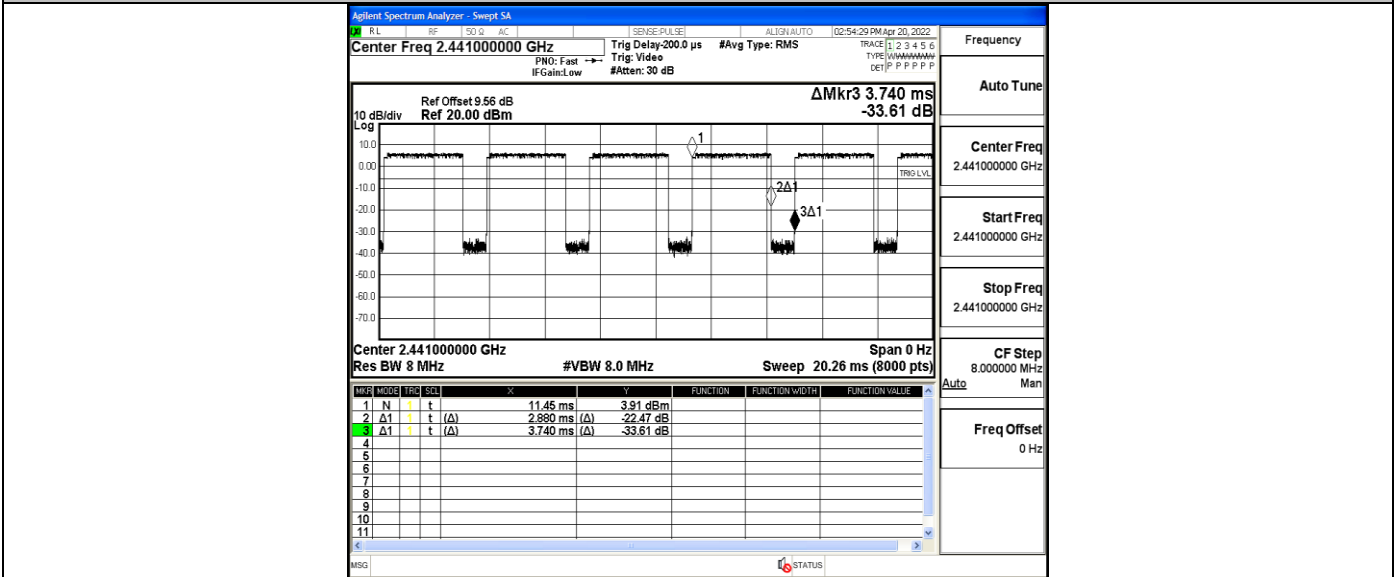 Agilent Spectrum Analyzer - Swept SA
LXI RL RF 50 Ω AC SENSE:PULSE ALIGNAUTO 02:54:29 PM Apr 20, 2022
Center Freq 2.441000000 GHz
PNO: Fast
IFGain:Low
Trig Delay-200.0 µs
Trig: Video
#Atten: 30 dB
#Avg Type: RMS
TRACE 1 2 3 4 5 6
TYPE WWWWWW
DET P P P P P P
Ref Offset 9.56 dB
10 dB/div Ref 20.00 dBm
Log
ΔMkr3 3.740 ms
-33.61 dB
10.0
0.00
-10.0
-20.0
-30.0
-40.0
-50.0
-60.0
-70.0
1
TRIG LVL
2Δ1
3Δ1
Center 2.441000000 GHz Span 0 Hz
Res BW 8 MHz #VBW 8.0 MHz Sweep 20.26 ms (8000 pts)
MKR MODE TRC SCL X Y FUNCTION FUNCTION WIDTH FUNCTION VALUE
1 N 1 t 11.45 ms 3.91 dBm
2 Δ1 1 t (Δ) 2.880 ms (Δ) -22.47 dB
3 Δ1 1 t (Δ) 3.740 ms (Δ) -33.61 dB
4
5
6
7
8
9
10
11
MSG STATUS
Frequency
Auto Tune
Center Freq
2.441000000 GHz
Start Freq
2.441000000 GHz
Stop Freq
2.441000000 GHz
CF Step
8.000000 MHz
Auto Man
Freq Offset
0 Hz